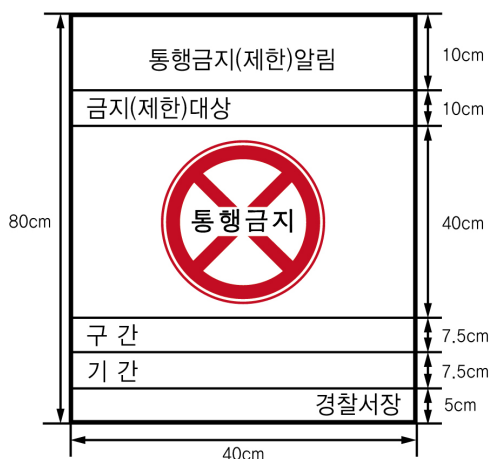 통행금지(제한)알림
10cm
금지(제한)대상
10cm
80cm
통행금지
40cm
구 간
7.5cm
기 간
7.5cm
경찰서장
5cm
40cm